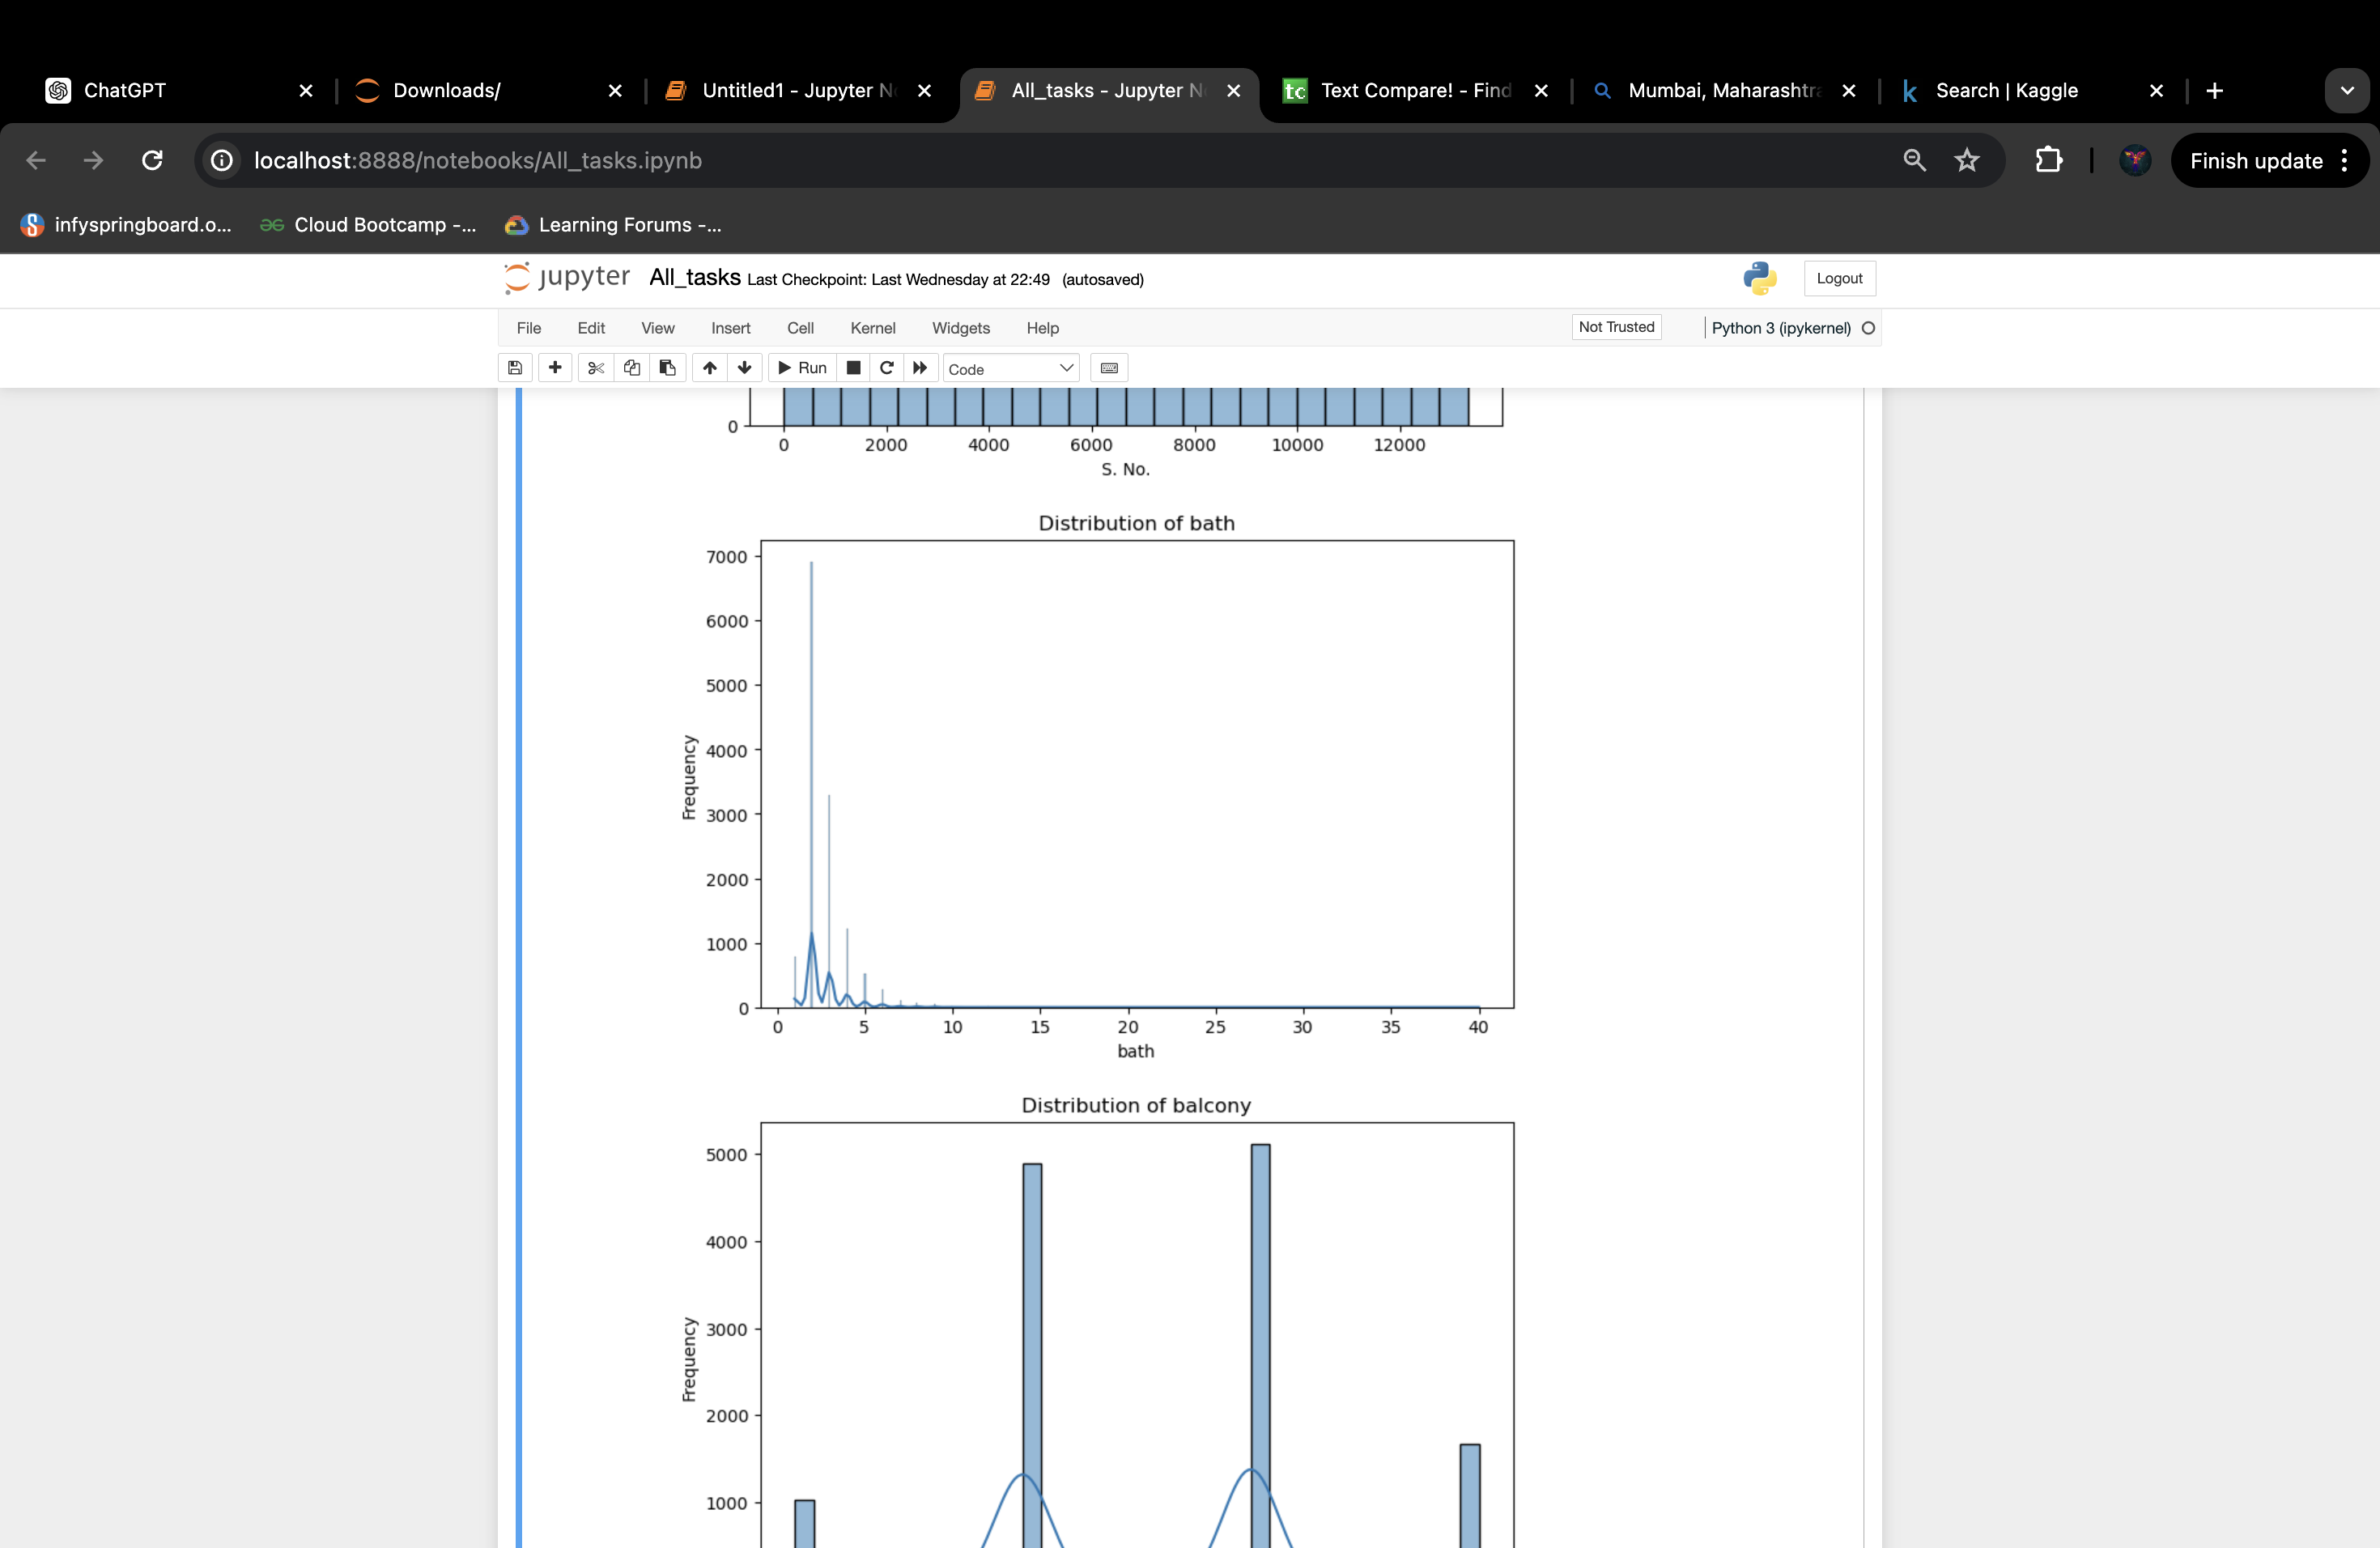 ChatGPT
Downloads/
Untitled1 - Jupyter N
All_tasks - Jupyter N
tc Text Compare! - Find
Mumbai, Maharashtra
k Search | Kaggle
localhost:8888/notebooks/All_tasks.ipynb
Finish update
infyspringboard.o...
Cloud Bootcamp -...
Learning Forums -...
jupyter All_tasks Last Checkpoint: Last Wednesday at 22:49 (autosaved)
Logout
File Edit View Insert Cell Kernel Widgets Help
Not Trusted
Python 3 (ipykernel)
Run
Code
0
0 2000 4000 6000 8000 10000 12000
S. No.
Distribution of bath
7000
6000
5000
4000
3000
2000
1000
0
Frequency
0 5 10 15 20 25 30 35 40
bath
Distribution of balcony
5000
4000
3000
2000
1000
Frequency